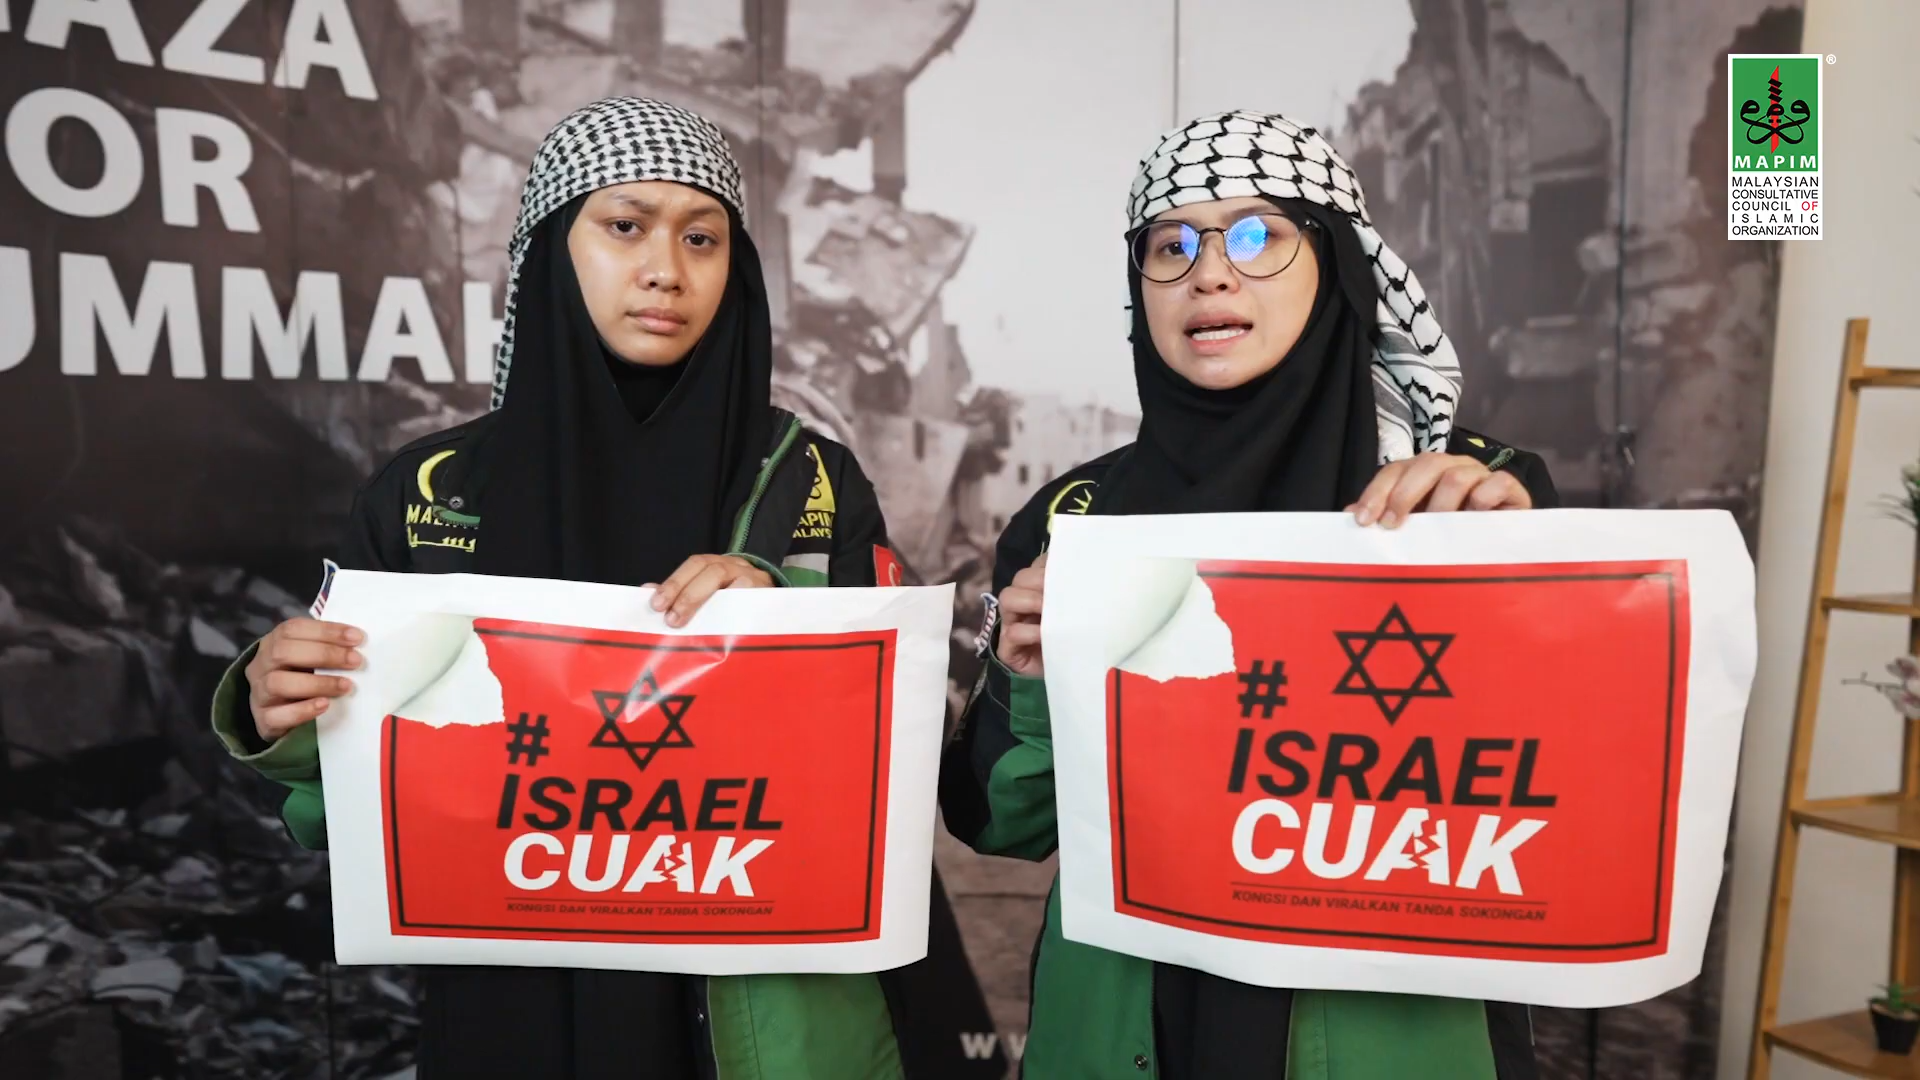 AZA
OR
UMMAH
MAPIM
MALAYSIAN
CONSULTATIVE
COUNCIL OF
ISLAMIC
ORGANIZATION
®
#
ISRAEL
CUAK
KONGSI DAN VIRALKAN TANDA SOKONGAN
#
ISRAEL
CUAK
KONGSI DAN VIRALKAN TANDA SOKONGAN